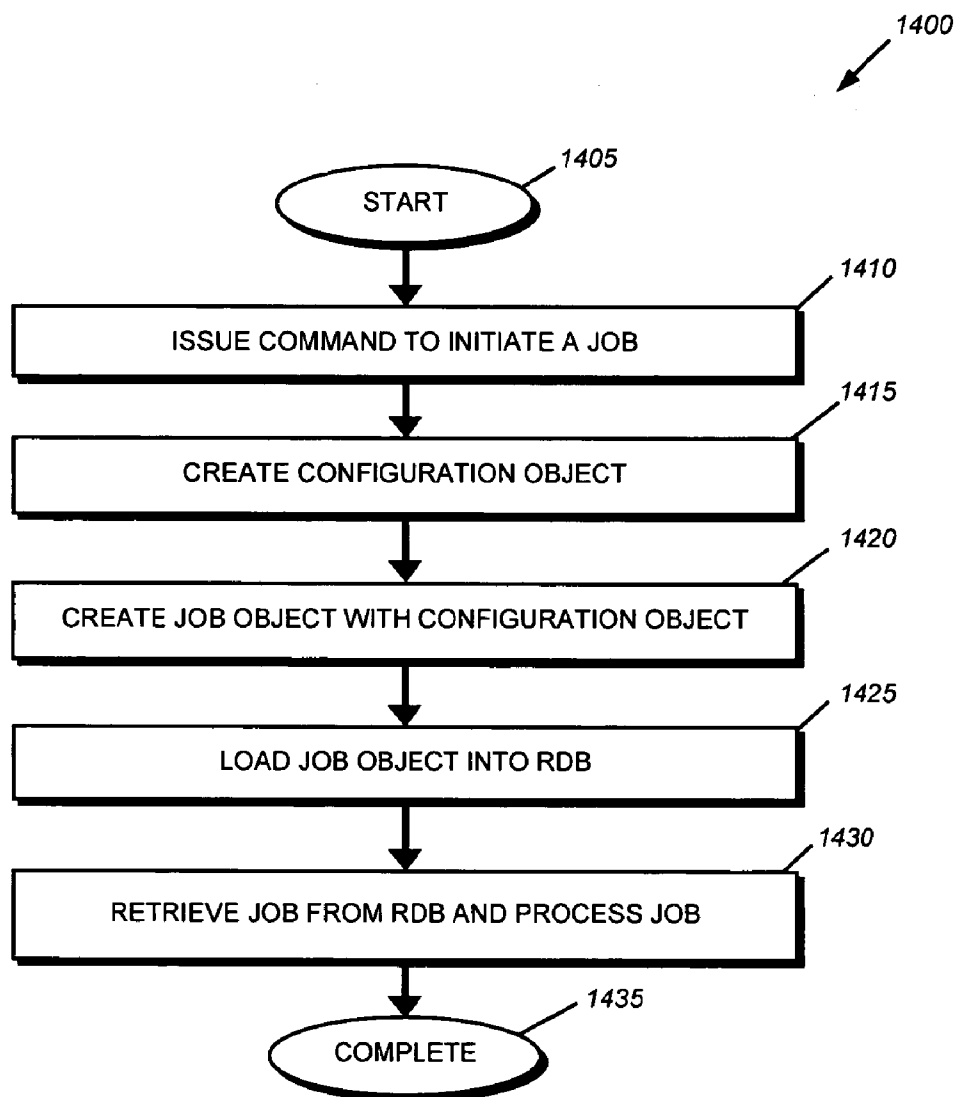 1400
1405
START
1410
ISSUE COMMAND TO INITIATE A JOB
1415
CREATE CONFIGURATION OBJECT
1420
CREATE JOB OBJECT WITH CONFIGURATION OBJECT
1425
LOAD JOB OBJECT INTO RDB
1430
RETRIEVE JOB FROM RDB AND PROCESS JOB
1435
COMPLETE